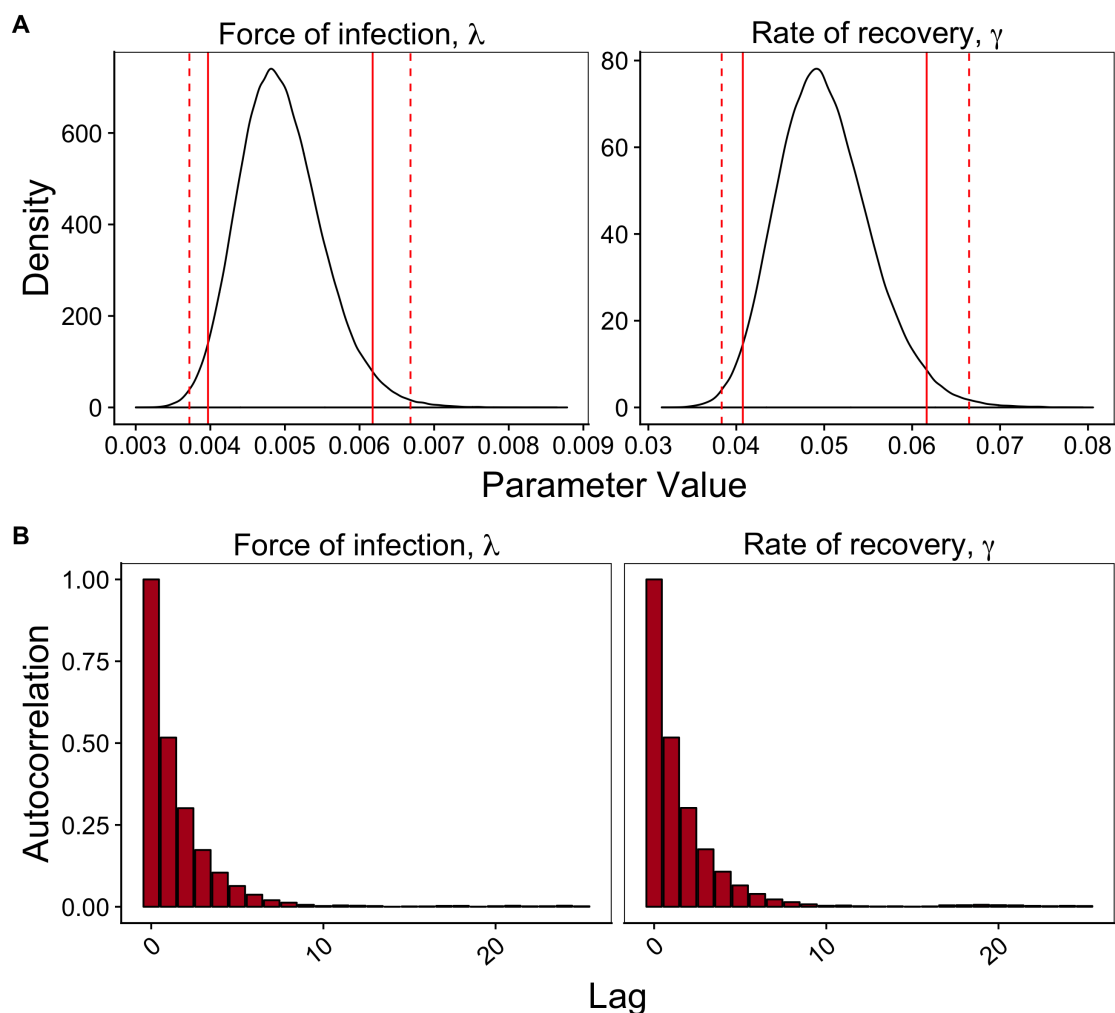 A
Force of infection, λ
Rate of recovery, γ
Density
600
400
200
0
80
60
40
20
0
0.003 0.004 0.005 0.006 0.007 0.008 0.009
0.03 0.04 0.05 0.06 0.07 0.08
Parameter Value
B
Force of infection, λ
Rate of recovery, γ
Autocorrelation
1.00
0.75
0.50
0.25
0.00
0 10 20
0 10 20
Lag